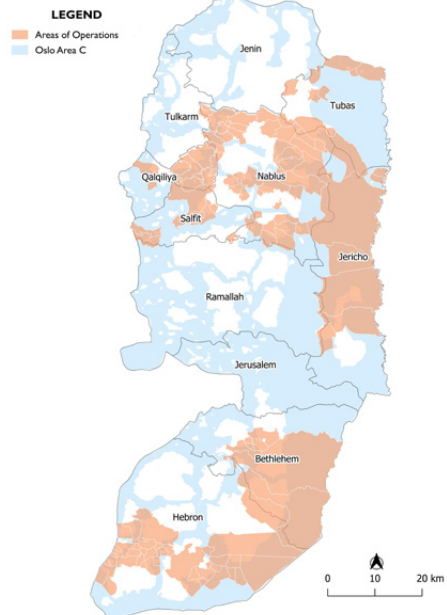 LEGEND
Areas of Operations
Oslo Area C
Jenin
Tubas
Tulkarm
Qalqiliya
Nablus
Salfit
Jericho
Ramallah
Jerusalem
Bethlehem
Hebron
0 10 20 km